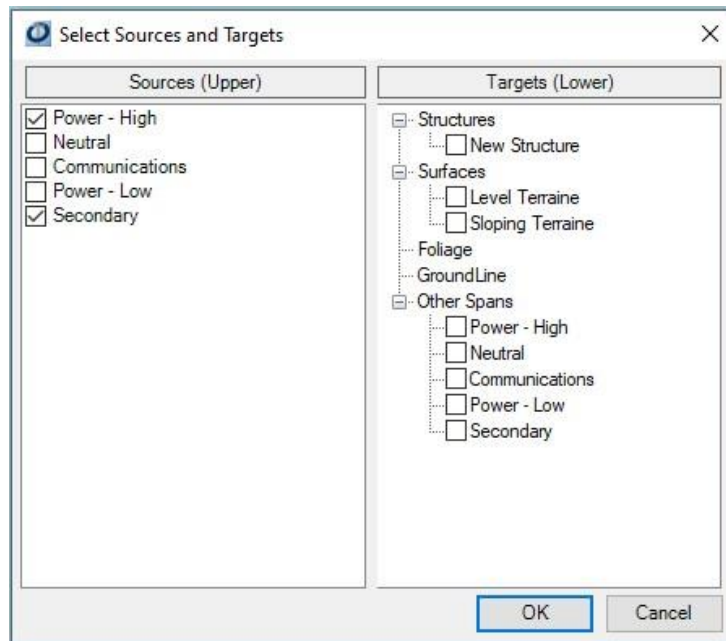 Select Sources and Targets
Sources (Upper)
Power - High
Neutral
Communications
Power - Low
Secondary
Targets (Lower)
Structures
New Structure
Surfaces
Level Terraine
Sloping Terraine
Foliage
GroundLine
Other Spans
Power - High
Neutral
Communications
Power - Low
Secondary
OK
Cancel